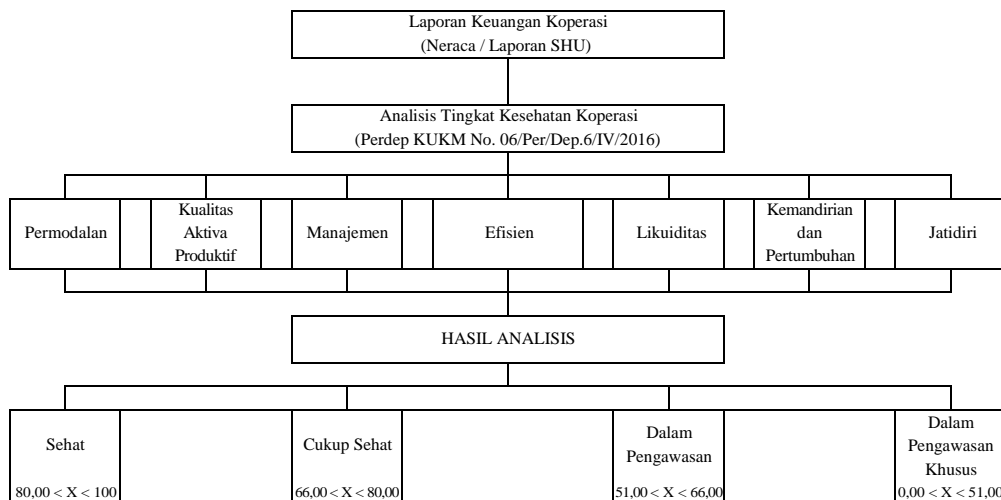 Laporan Keuangan Koperasi
(Neraca / Laporan SHU)
Analisis Tingkat Kesehatan Koperasi
(Perdep KUKM No. 06/Per/Dep.6/IV/2016)
Permodalan
Kualitas
Aktiva
Produktif
Manajemen
Efisien
Likuiditas
Kemandirian
dan
Pertumbuhan
Jatidiri
HASIL ANALISIS
Sehat
80,00 < X < 100
Cukup Sehat
66,00 < X < 80,00
Dalam
Pengawasan
51,00 < X < 66,00
Dalam
Pengawasan
Khusus
0,00 < X < 51,00